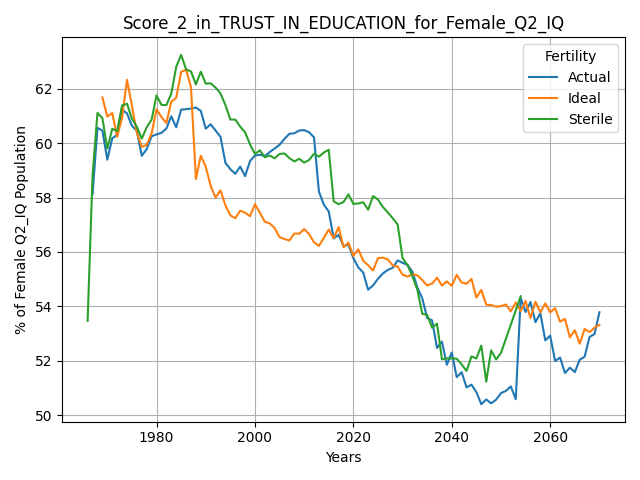 Score_2_in_TRUST_IN_EDUCATION_for_Female_Q2_IQ
Fertility
Actual
Ideal
Sterile
% of Female Q2_IQ Population
62
60
58
56
54
52
50
1980
2000
2020
2040
2060
Years